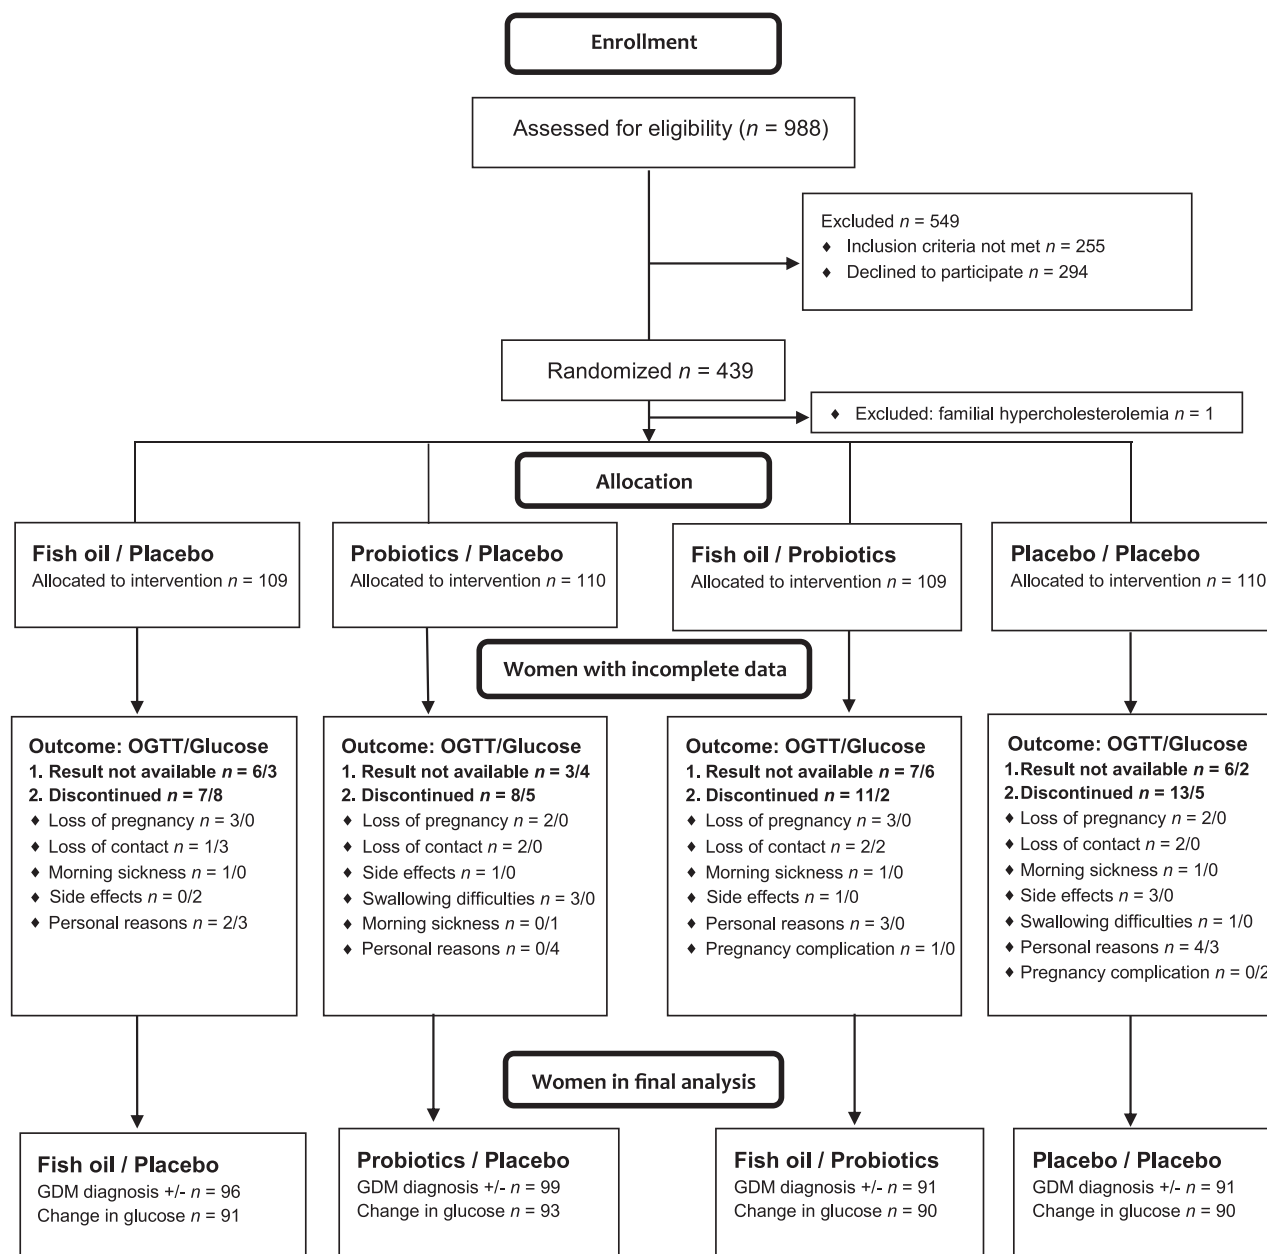 Enrollment
Assessed for eligibility (n = 988)
Excluded n = 549
♦ Inclusion criteria not met n = 255
♦ Declined to participate n = 294
Randomized n = 439
♦ Excluded: familial hypercholesterolemia n = 1
Allocation
Fish oil / Placebo
Allocated to intervention n = 109
Probiotics / Placebo
Allocated to intervention n = 110
Fish oil / Probiotics
Allocated to intervention n = 109
Placebo / Placebo
Allocated to intervention n = 110
Women with incomplete data
Outcome: OGTT/Glucose
1. Result not available n = 6/3
2. Discontinued n = 7/8
♦ Loss of pregnancy n = 3/0
♦ Loss of contact n = 1/3
♦ Morning sickness n = 1/0
♦ Side effects n = 0/2
♦ Personal reasons n = 2/3
Outcome: OGTT/Glucose
1. Result not available n = 3/4
2. Discontinued n = 8/5
♦ Loss of pregnancy n = 2/0
♦ Loss of contact n = 2/0
♦ Side effects n = 1/0
♦ Swallowing difficulties n = 3/0
♦ Morning sickness n = 0/1
♦ Personal reasons n = 0/4
Outcome: OGTT/Glucose
1. Result not available n = 7/6
2. Discontinued n = 11/2
♦ Loss of pregnancy n = 3/0
♦ Loss of contact n = 2/2
♦ Morning sickness n = 1/0
♦ Side effects n = 1/0
♦ Personal reasons n = 3/0
♦ Pregnancy complication n = 1/0
Outcome: OGTT/Glucose
1.Result not available n = 6/2
2.Discontinued n = 13/5
♦ Loss of pregnancy n = 2/0
♦ Loss of contact n = 2/0
♦ Morning sickness n = 1/0
♦ Side effects n = 3/0
♦ Swallowing difficulties n = 1/0
♦ Personal reasons n = 4/3
♦ Pregnancy complication n = 0/2
Women in final analysis
Fish oil / Placebo
GDM diagnosis +/- n = 96
Change in glucose n = 91
Probiotics / Placebo
GDM diagnosis +/- n = 99
Change in glucose n = 93
Fish oil / Probiotics
GDM diagnosis +/- n = 91
Change in glucose n = 90
Placebo / Placebo
GDM diagnosis +/- n = 91
Change in glucose n = 90